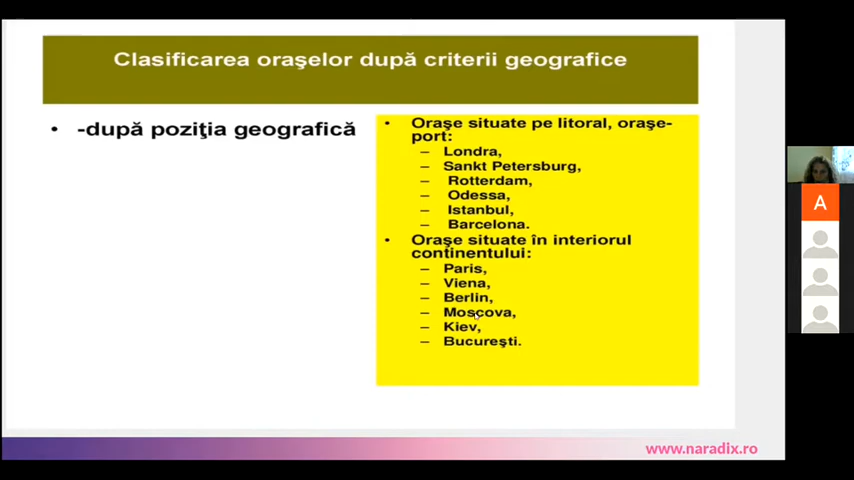 Clasificarea oraşelor după criterii geografice
• -după poziţia geografică
• Oraşe situate pe litoral, oraşe-
port:
– Londra,
– Sankt Petersburg,
– Rotterdam,
– Odessa,
– Istanbul,
– Barcelona.
• Oraşe situate în interiorul
continentului:
– Paris,
– Viena,
– Berlin,
– Moscova,
– Kiev,
– Bucureşti.
A
www.naradix.ro